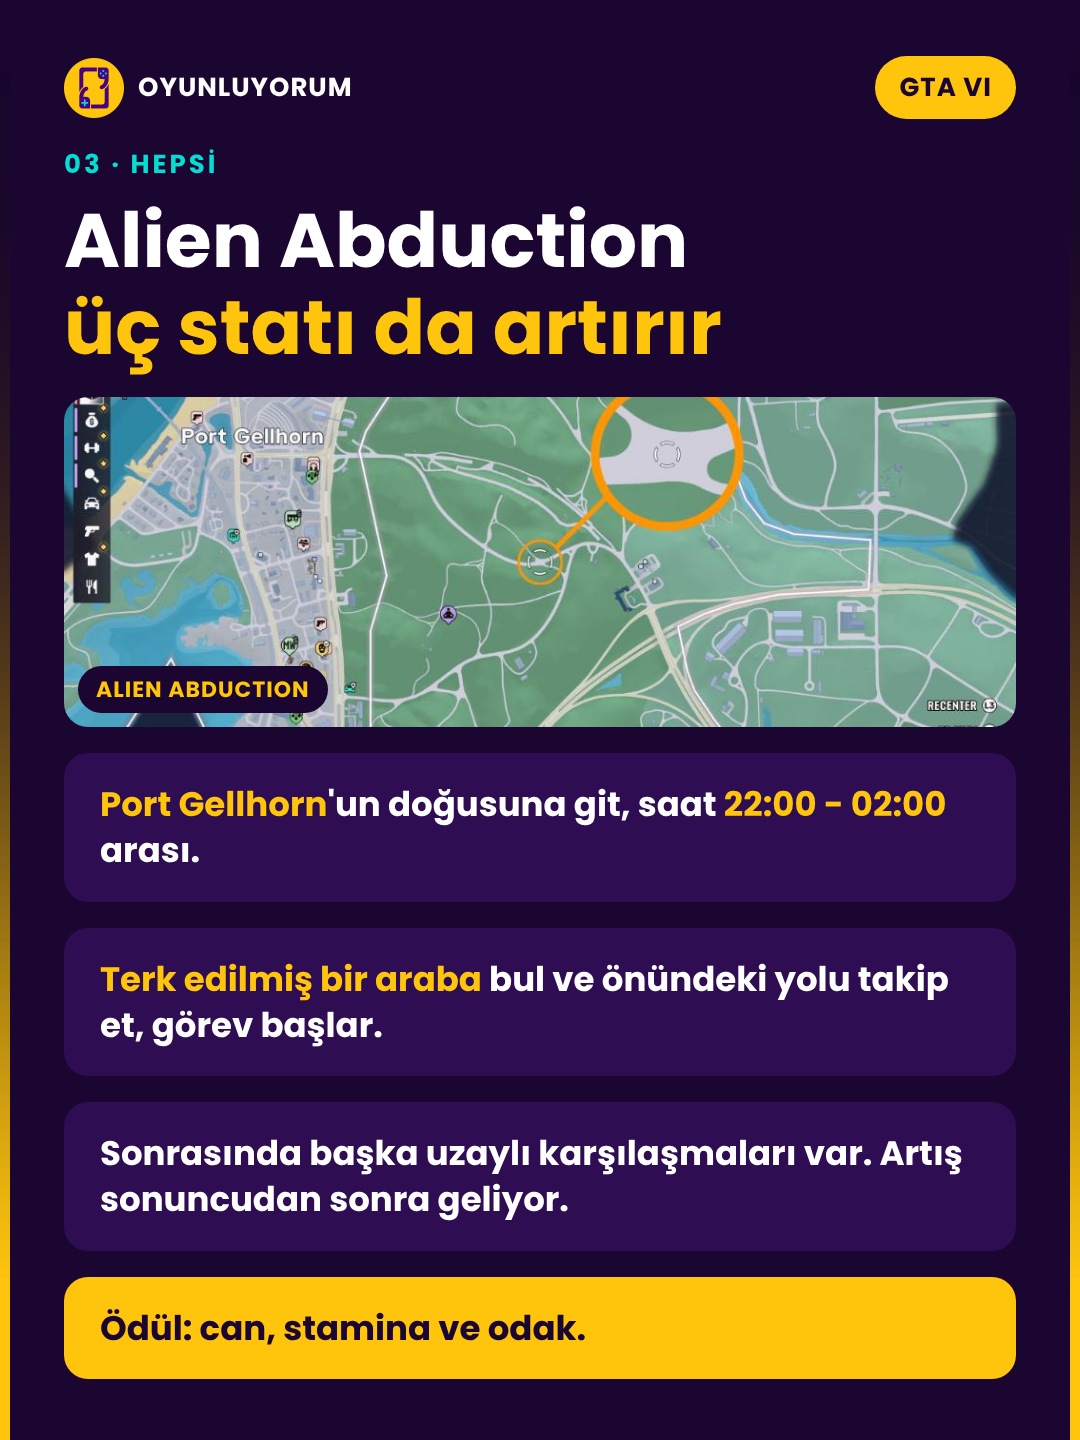 OYUNLUYORUM
GTA VI
03 · HEPSİ
Alien Abduction
üç statı da artırır
Port Gellhorn
MW
RECENTER L3
ALIEN ABDUCTION
Port Gellhorn'un doğusuna git, saat 22:00 - 02:00
arası.
Terk edilmiş bir araba bul ve önündeki yolu takip
et, görev başlar.
Sonrasında başka uzaylı karşılaşmaları var. Artış
sonuncudan sonra geliyor.
Ödül: can, stamina ve odak.